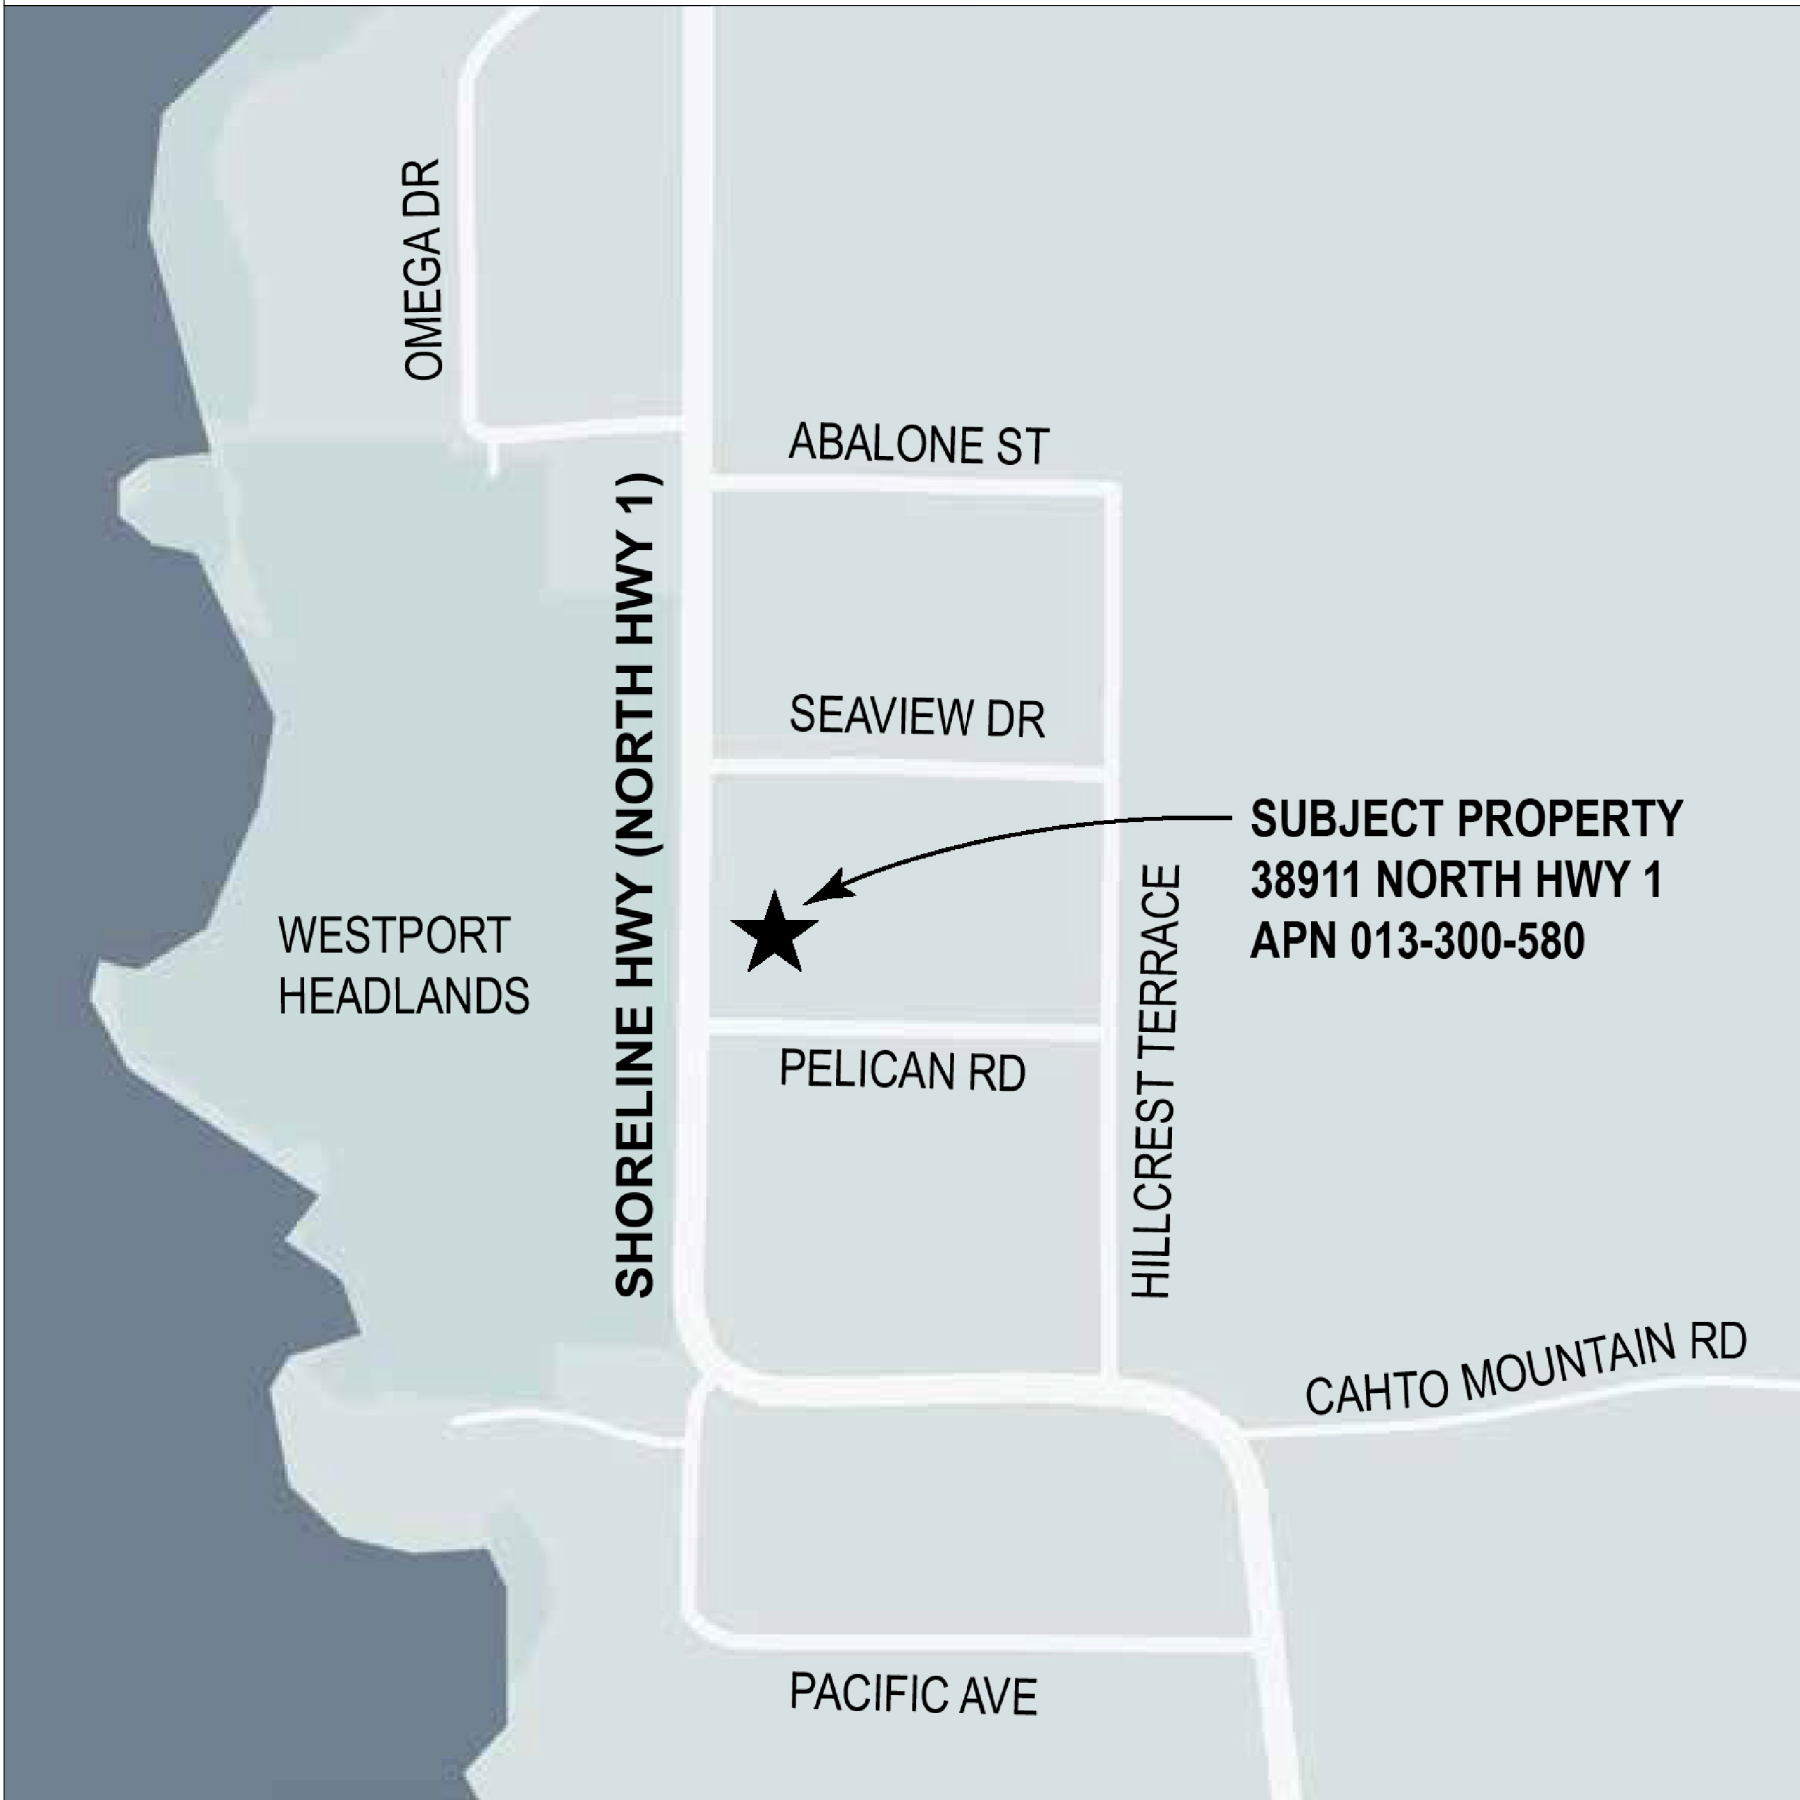 OMEGA DR
ABALONE ST
SHORELINE HWY (NORTH HWY 1)
SEAVIEW DR
SUBJECT PROPERTY
38911 NORTH HWY 1
APN 013-300-580
WESTPORT
HEADLANDS
HILLCREST TERRACE
PELICAN RD
CAHTO MOUNTAIN RD
PACIFIC AVE